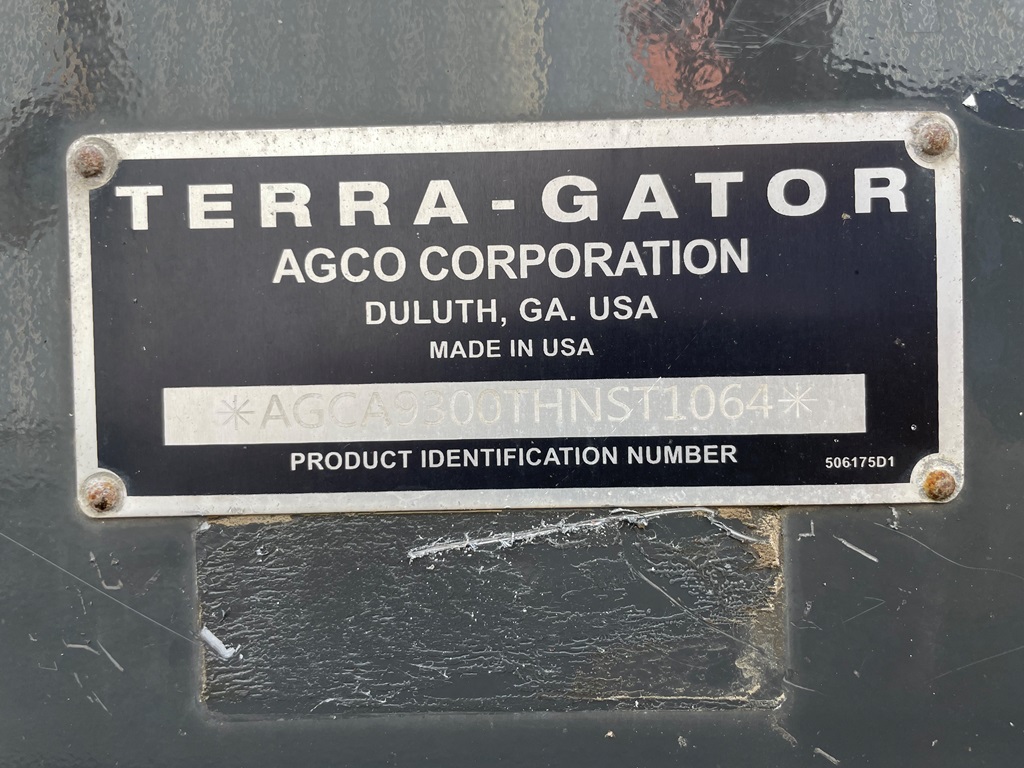 TERRA-GATOR
AGCO CORPORATION
DULUTH, GA. USA
MADE IN USA
*AGCA9300THNST1064*
PRODUCT IDENTIFICATION NUMBER
506175D1